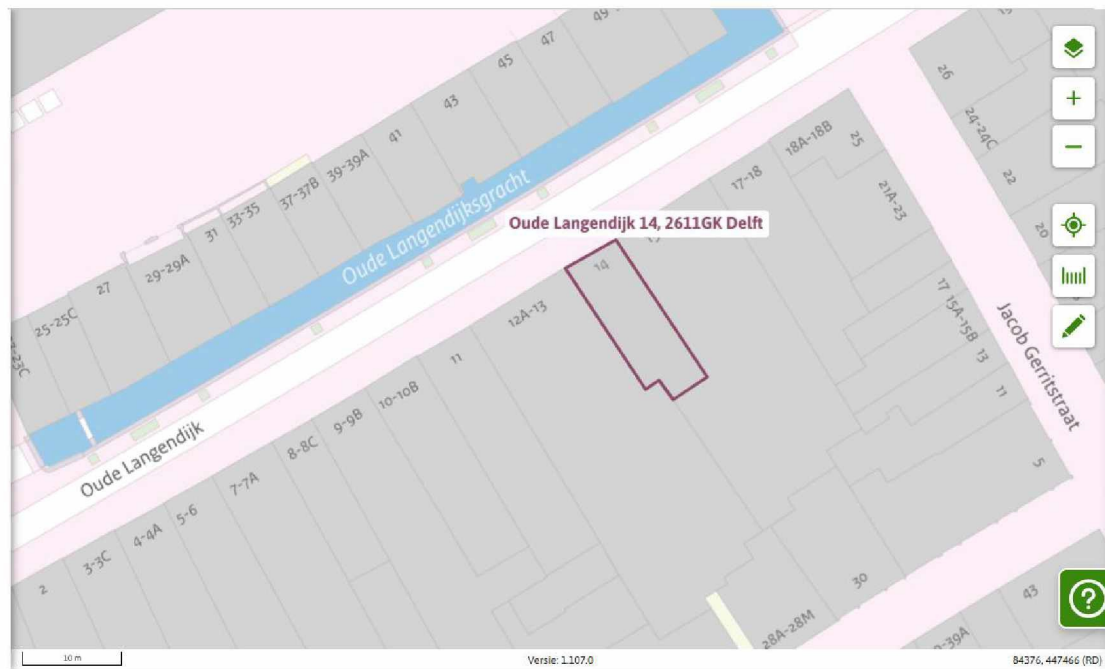 49
47
45
43
41
39-39A
37-37B
33-35
31
29-29A
27
25-25C
Oude Langendijksgracht
Oude Langendijk
Oude Langendijk 14, 2611GK Delft
14
12A-13
11
10-10B
9-9B
8-8C
7-7A
5-6
4-4A
3-3C
2
17-18
18A-18B
25
21A-23
26
24-24C
22
20
17
15A-15B
13
11
5
Jacob Gerritstraat
30
28A-28M
43
-39A
10 m
Versie: 1.107.0
84376, 447466 (RD)
+
−
?